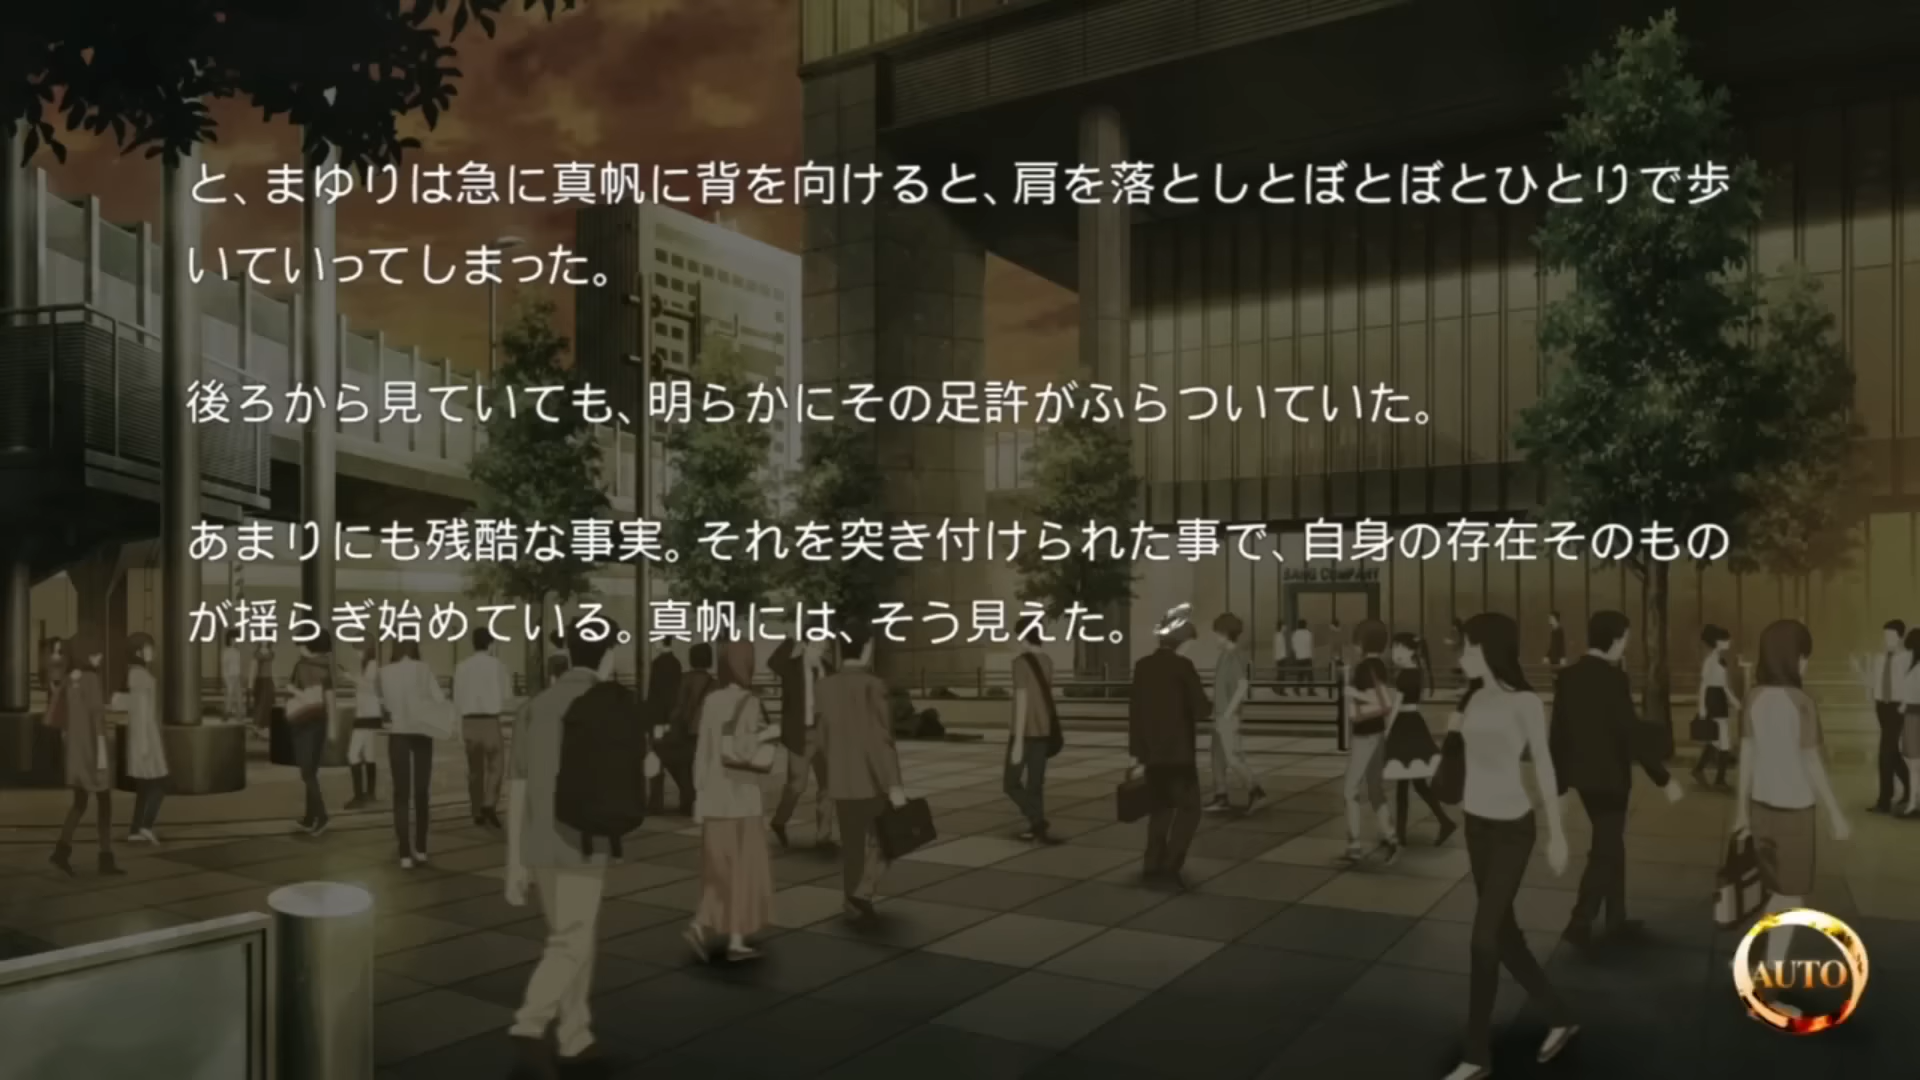 と、まゆりは急に真帆に背を向けると、肩を落としとぼとぼとひとりで歩
いていってしまった。
後ろから見ていても、明らかにその足許がふらついていた。
あまりにも残酷な事実。それを突き付けられた事で、自身の存在そのもの
が揺らぎ始めている。真帆には、そう見えた。
AUTO